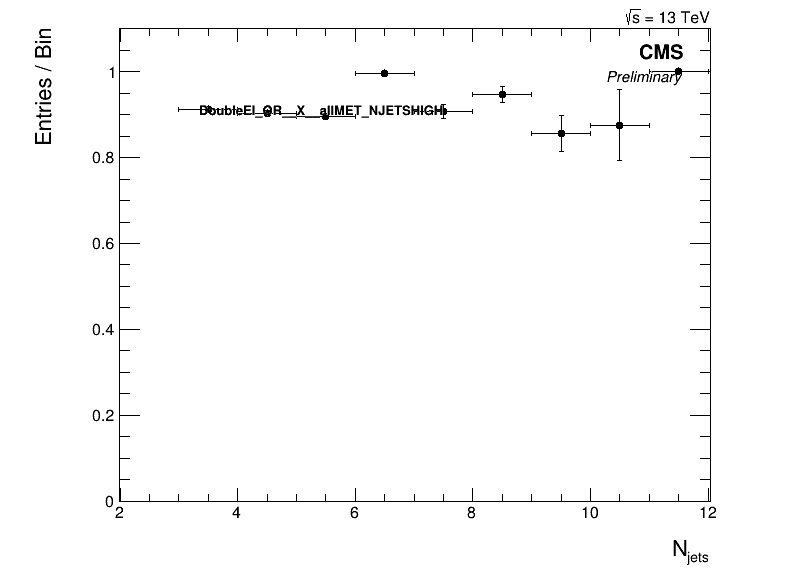 √s = 13 TeV
CMS
Preliminary
Entries / Bin
1
0.8
0.6
0.4
0.2
0
DoubleEl_OR__X__allMET_NJETSHIGH
2 4 6 8 10 12
N_jets